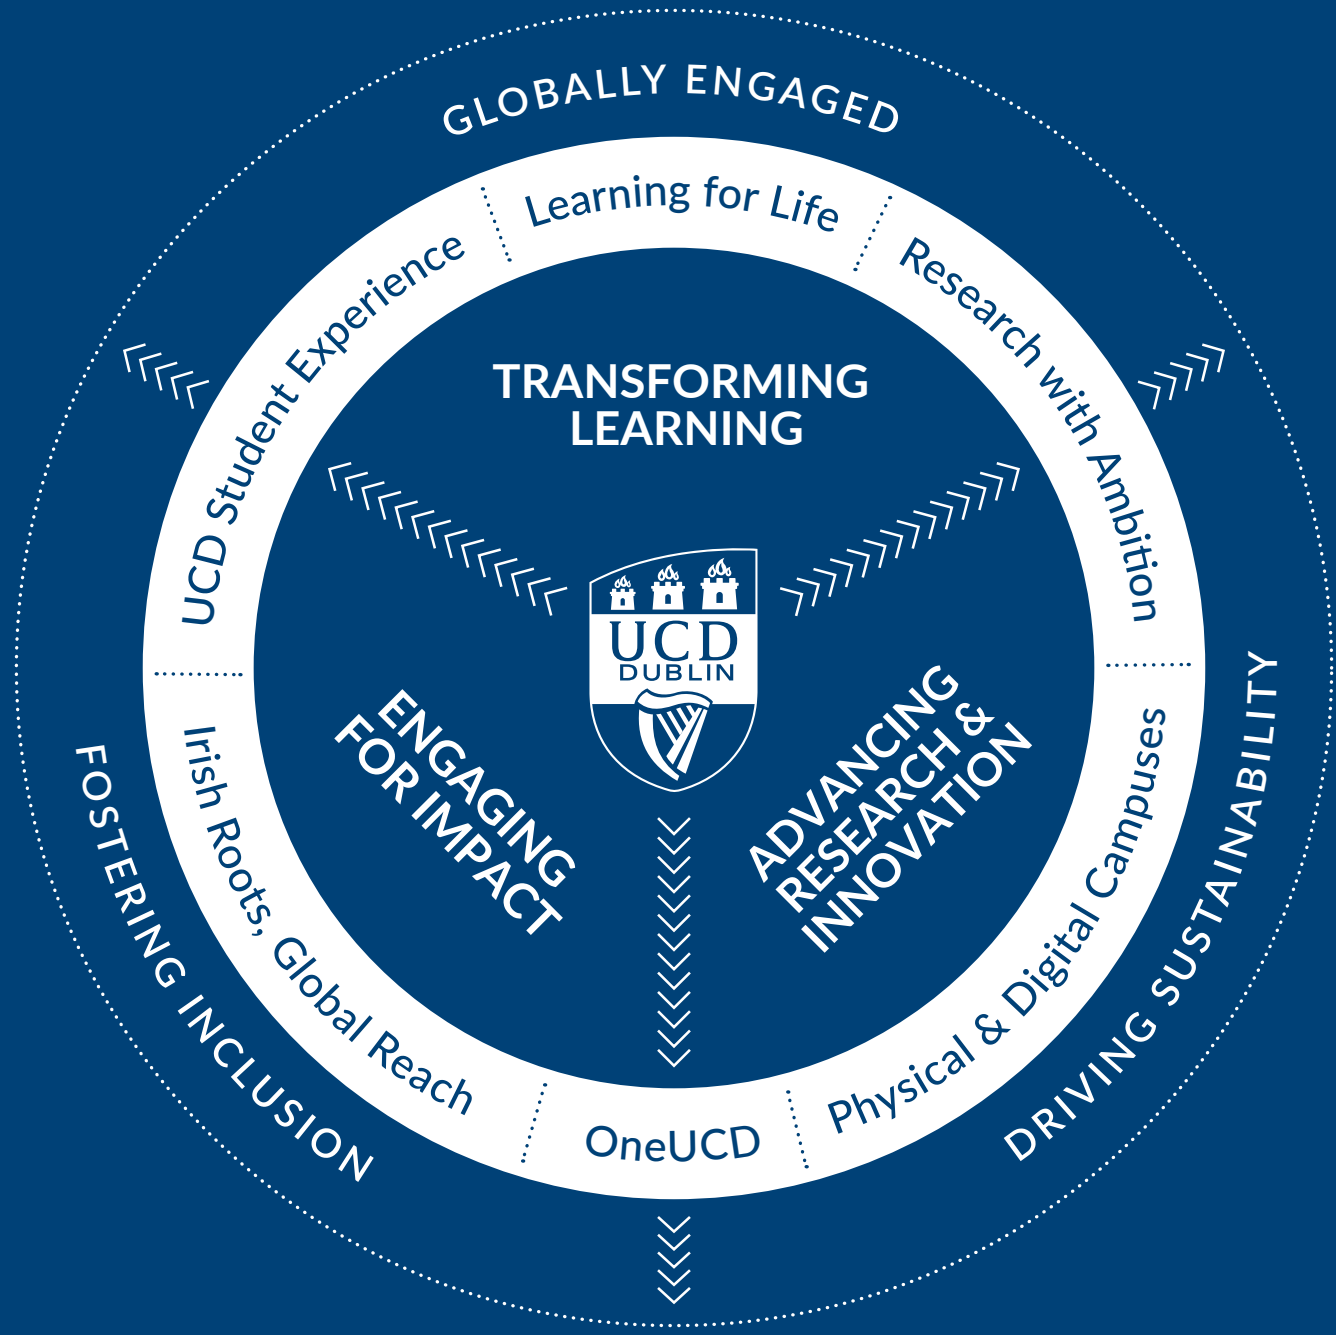 GLOBALLY ENGAGED
Learning for Life
UCD Student Experience
Research with Ambition
TRANSFORMING
LEARNING
UCD
DUBLIN
ENGAGING
FOR IMPACT
ADVANCING
RESEARCH &
INNOVATION
Irish Roots, Global Reach
Physical & Digital Campuses
OneUCD
FOSTERING INCLUSION
DRIVING SUSTAINABILITY